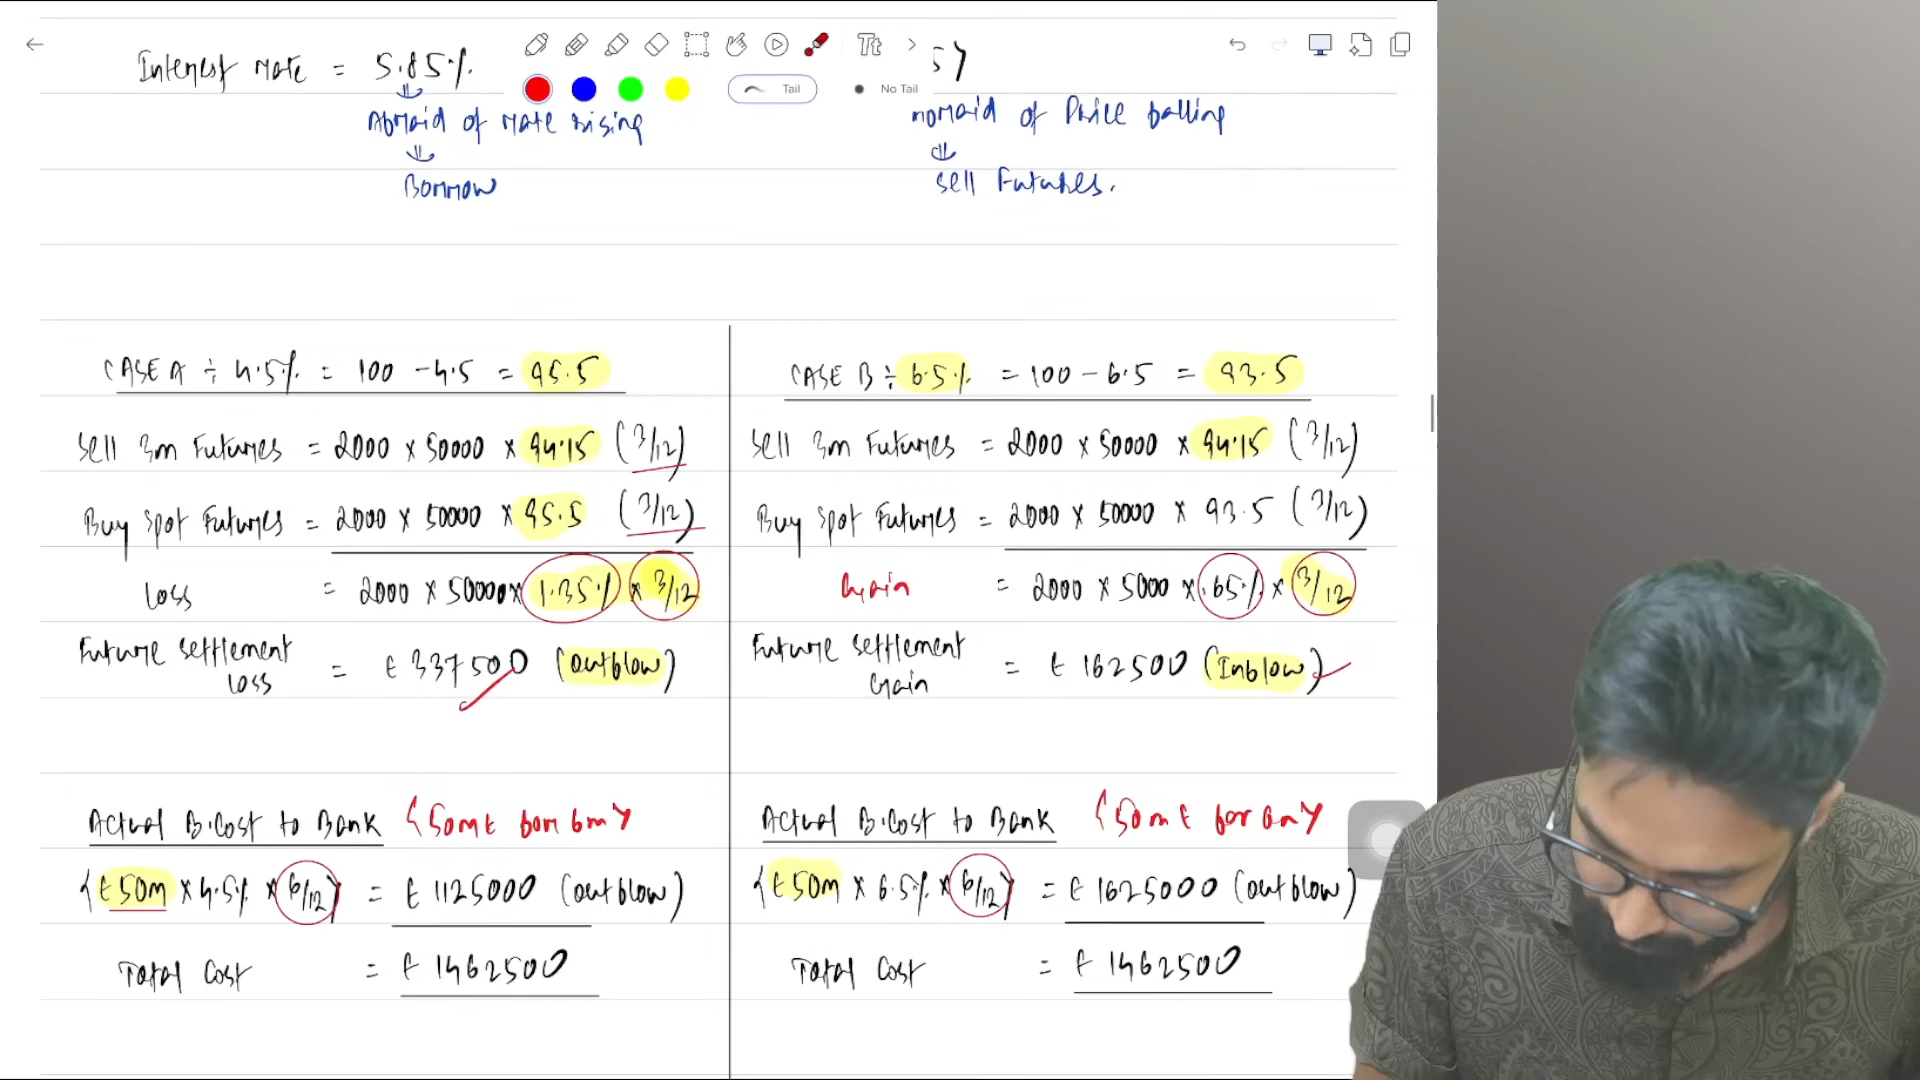 Interest rate = 5.85%
Tt
Tail
No Tail
Afraid of rate rising
of Price falling
Borrow
Sell Futures.
CASE A ÷ 4.5% = 100 - 4.5 = 95.5
Sell 3m Futures = 2000 x 50000 x 94.15 (3/12)
Buy Spot Futures = 2000 x 50000 x 95.5 (3/12)
Loss = 2000 x 50000 x 1.35% x 3/12
Future Settlement Loss = £ 337500 (Outflow)
Actual B.Cost to Bank {50m£ for 6m}
{£50m x 4.5% x 6/12} = £ 1125000 (outflow)
Total Cost = £ 1462500
CASE B ÷ 6.5% = 100 - 6.5 = 93.5
Sell 3m Futures = 2000 x 50000 x 94.15 (3/12)
Buy Spot Futures = 2000 x 50000 x 93.5 (3/12)
Gain = 2000 x 5000 x .65% x 3/12
Future Settlement Gain = £ 162500 (Inflow)
Actual B.Cost to Bank {50m£ for 6m}
{£50m x 6.5% x 6/12} = £ 1625000 (outflow)
Total Cost = £ 1462500